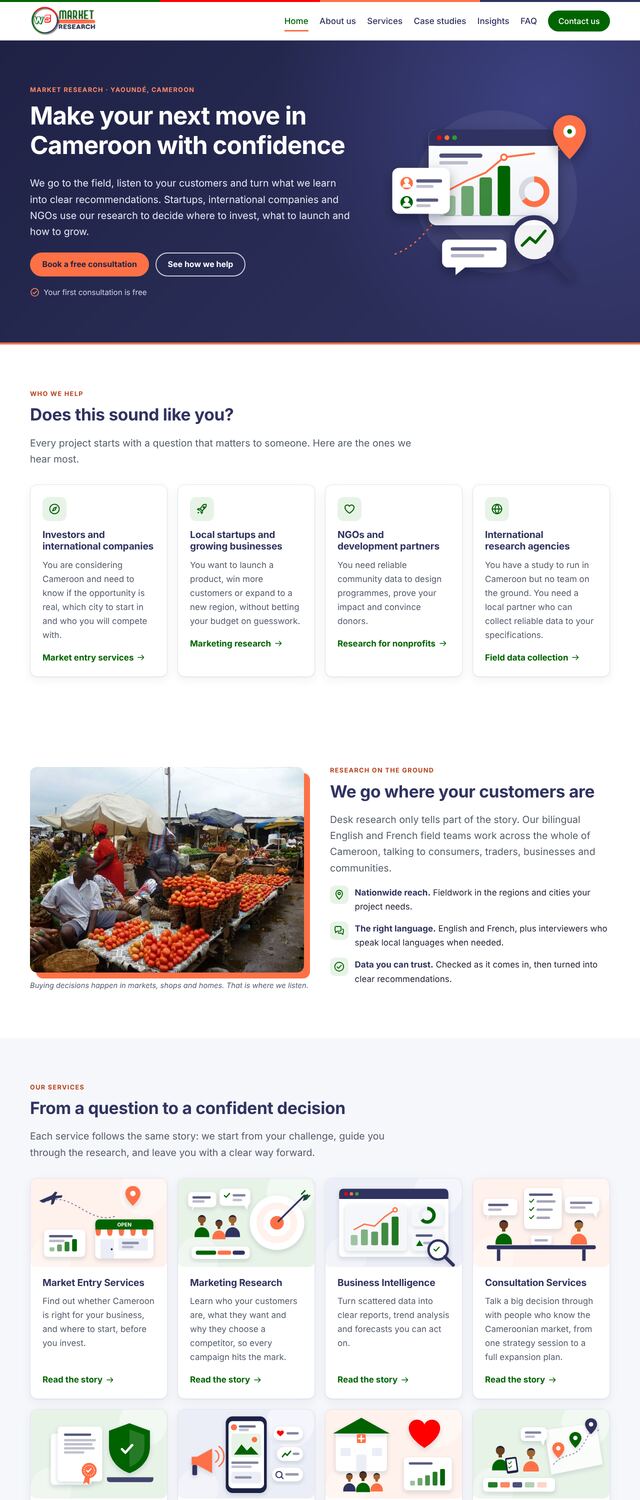 WG MARKET
RESEARCH
Home About us Services Case studies Insights FAQ Contact us
MARKET RESEARCH · YAOUNDÉ, CAMEROON
Make your next move in
Cameroon with confidence
We go to the field, listen to your customers and turn what we learn
into clear recommendations. Startups, international companies and
NGOs use our research to decide where to invest, what to launch and
how to grow.
Book a free consultation
See how we help
Your first consultation is free
WHO WE HELP
Does this sound like you?
Every project starts with a question that matters to someone. Here are the ones we
hear most.
Investors and
international companies
You are considering
Cameroon and need to
know if the opportunity is
real, which city to start in
and who you will compete
with.
Market entry services →
Local startups and
growing businesses
You want to launch a
product, win more
customers or expand to a
new region, without betting
your budget on guesswork.
Marketing research →
NGOs and
development partners
You need reliable
community data to design
programmes, prove your
impact and convince
donors.
Research for nonprofits →
International
research agencies
You have a study to run in
Cameroon but no team on
the ground. You need a
local partner who can
collect reliable data to your
specifications.
Field data collection →
Buying decisions happen in markets, shops and homes. That is where we listen.
RESEARCH ON THE GROUND
We go where your customers are
Desk research only tells part of the story. Our bilingual
English and French field teams work across the whole of
Cameroon, talking to consumers, traders, businesses and
communities.
Nationwide reach. Fieldwork in the regions and cities your
project needs.
The right language. English and French, plus interviewers who
speak local languages when needed.
Data you can trust. Checked as it comes in, then turned into
clear recommendations.
OUR SERVICES
From a question to a confident decision
Each service follows the same story: we start from your challenge, guide you
through the research, and leave you with a clear way forward.
OPEN
Market Entry Services
Find out whether Cameroon
is right for your business,
and where to start, before
you invest.
Read the story →
Marketing Research
Learn who your customers
are, what they want and
why they choose a
competitor, so every
campaign hits the mark.
Read the story →
Business Intelligence
Turn scattered data into
clear reports, trend analysis
and forecasts you can act
on.
Read the story →
Consultation Services
Talk a big decision through
with people who know the
Cameroonian market, from
one strategy session to a
full expansion plan.
Read the story →